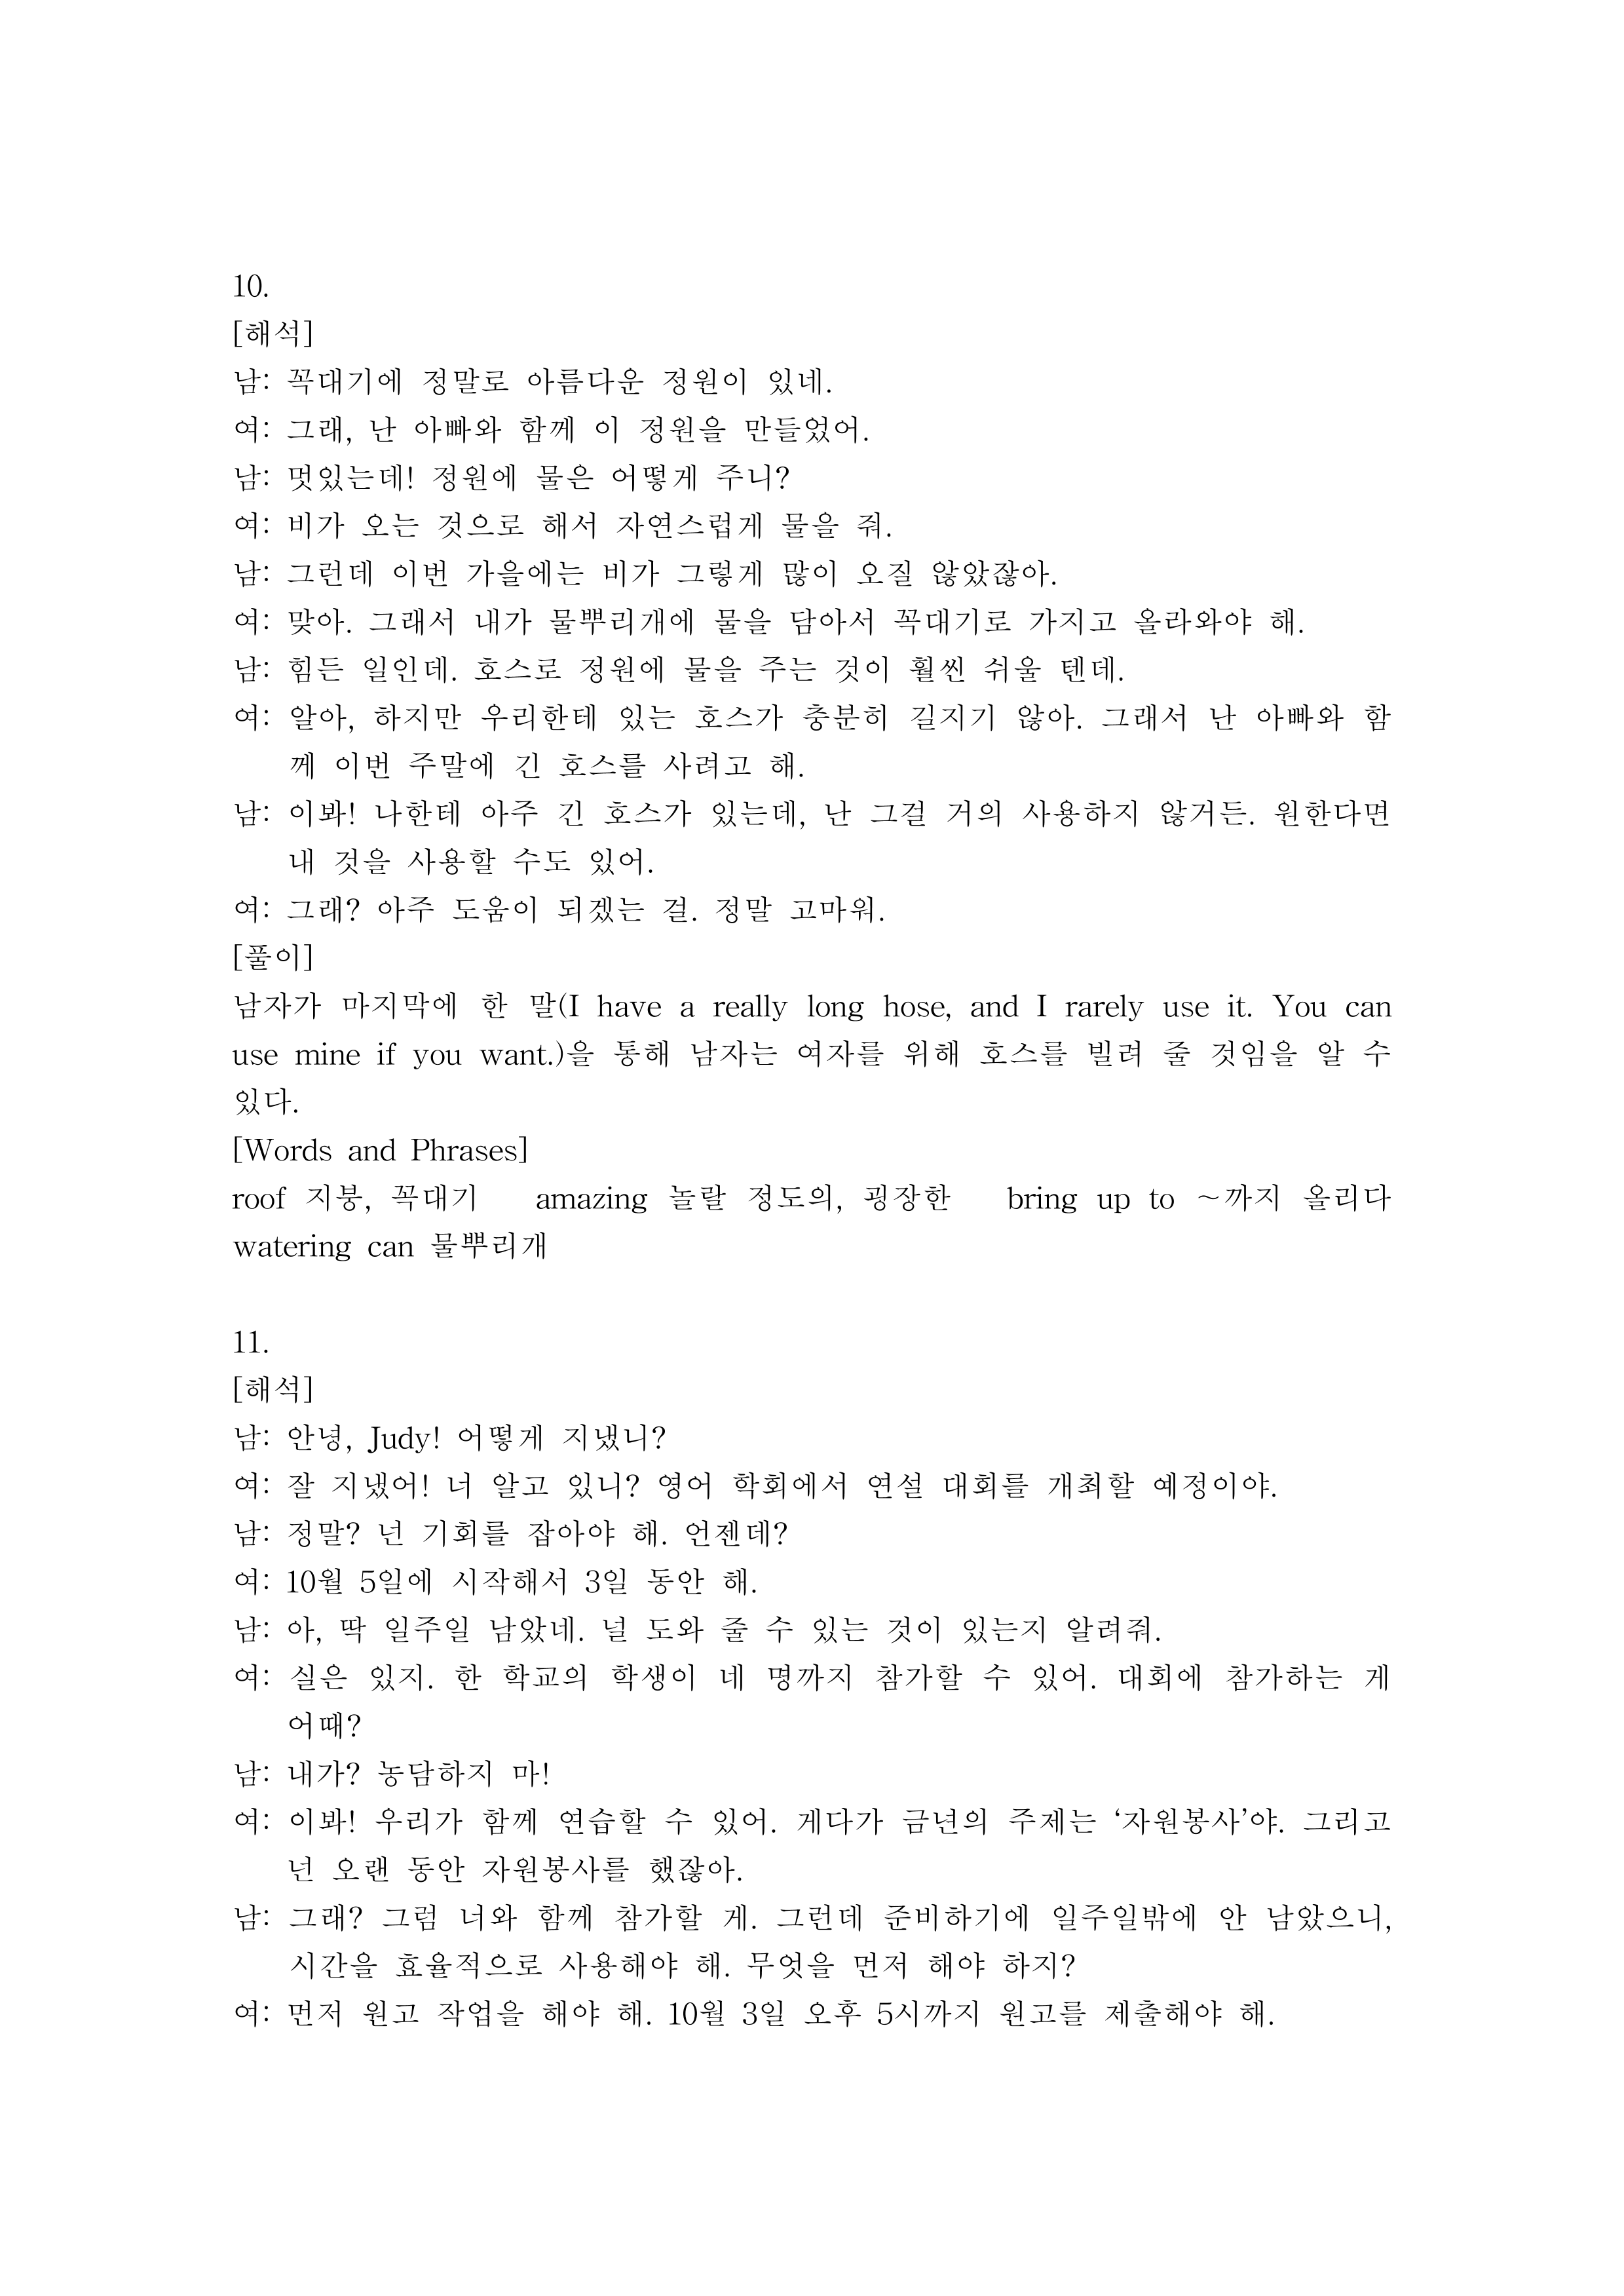 10.
[해석]
남: 꼭대기에 정말로 아름다운 정원이 있네.
여: 그래, 난 아빠와 함께 이 정원을 만들었어.
남: 멋있는데! 정원에 물은 어떻게 주니?
여: 비가 오는 것으로 해서 자연스럽게 물을 줘.
남: 그런데 이번 가을에는 비가 그렇게 많이 오질 않았잖아.
여: 맞아. 그래서 내가 물뿌리개에 물을 담아서 꼭대기로 가지고 올라와야 해.
남: 힘든 일인데. 호스로 정원에 물을 주는 것이 훨씬 쉬울 텐데.
여: 알아, 하지만 우리한테 있는 호스가 충분히 길지기 않아. 그래서 난 아빠와 함
께 이번 주말에 긴 호스를 사려고 해.
남: 이봐! 나한테 아주 긴 호스가 있는데, 난 그걸 거의 사용하지 않거든. 원한다면
내 것을 사용할 수도 있어.
여: 그래? 아주 도움이 되겠는 걸. 정말 고마워.
[풀이]
남자가 마지막에 한 말(I have a really long hose, and I rarely use it. You can
use mine if you want.)을 통해 남자는 여자를 위해 호스를 빌려 줄 것임을 알 수
있다.
[Words and Phrases]
roof 지붕, 꼭대기 amazing 놀랄 정도의, 굉장한 bring up to ~까지 올리다
watering can 물뿌리개
11.
[해석]
남: 안녕, Judy! 어떻게 지냈니?
여: 잘 지냈어! 너 알고 있니? 영어 학회에서 연설 대회를 개최할 예정이야.
남: 정말? 넌 기회를 잡아야 해. 언젠데?
여: 10월 5일에 시작해서 3일 동안 해.
남: 아, 딱 일주일 남았네. 널 도와 줄 수 있는 것이 있는지 알려줘.
여: 실은 있지. 한 학교의 학생이 네 명까지 참가할 수 있어. 대회에 참가하는 게
어때?
남: 내가? 농담하지 마!
여: 이봐! 우리가 함께 연습할 수 있어. 게다가 금년의 주제는 ‘자원봉사’야. 그리고
넌 오랜 동안 자원봉사를 했잖아.
남: 그래? 그럼 너와 함께 참가할 게. 그런데 준비하기에 일주일밖에 안 남았으니,
시간을 효율적으로 사용해야 해. 무엇을 먼저 해야 하지?
여: 먼저 원고 작업을 해야 해. 10월 3일 오후 5시까지 원고를 제출해야 해.